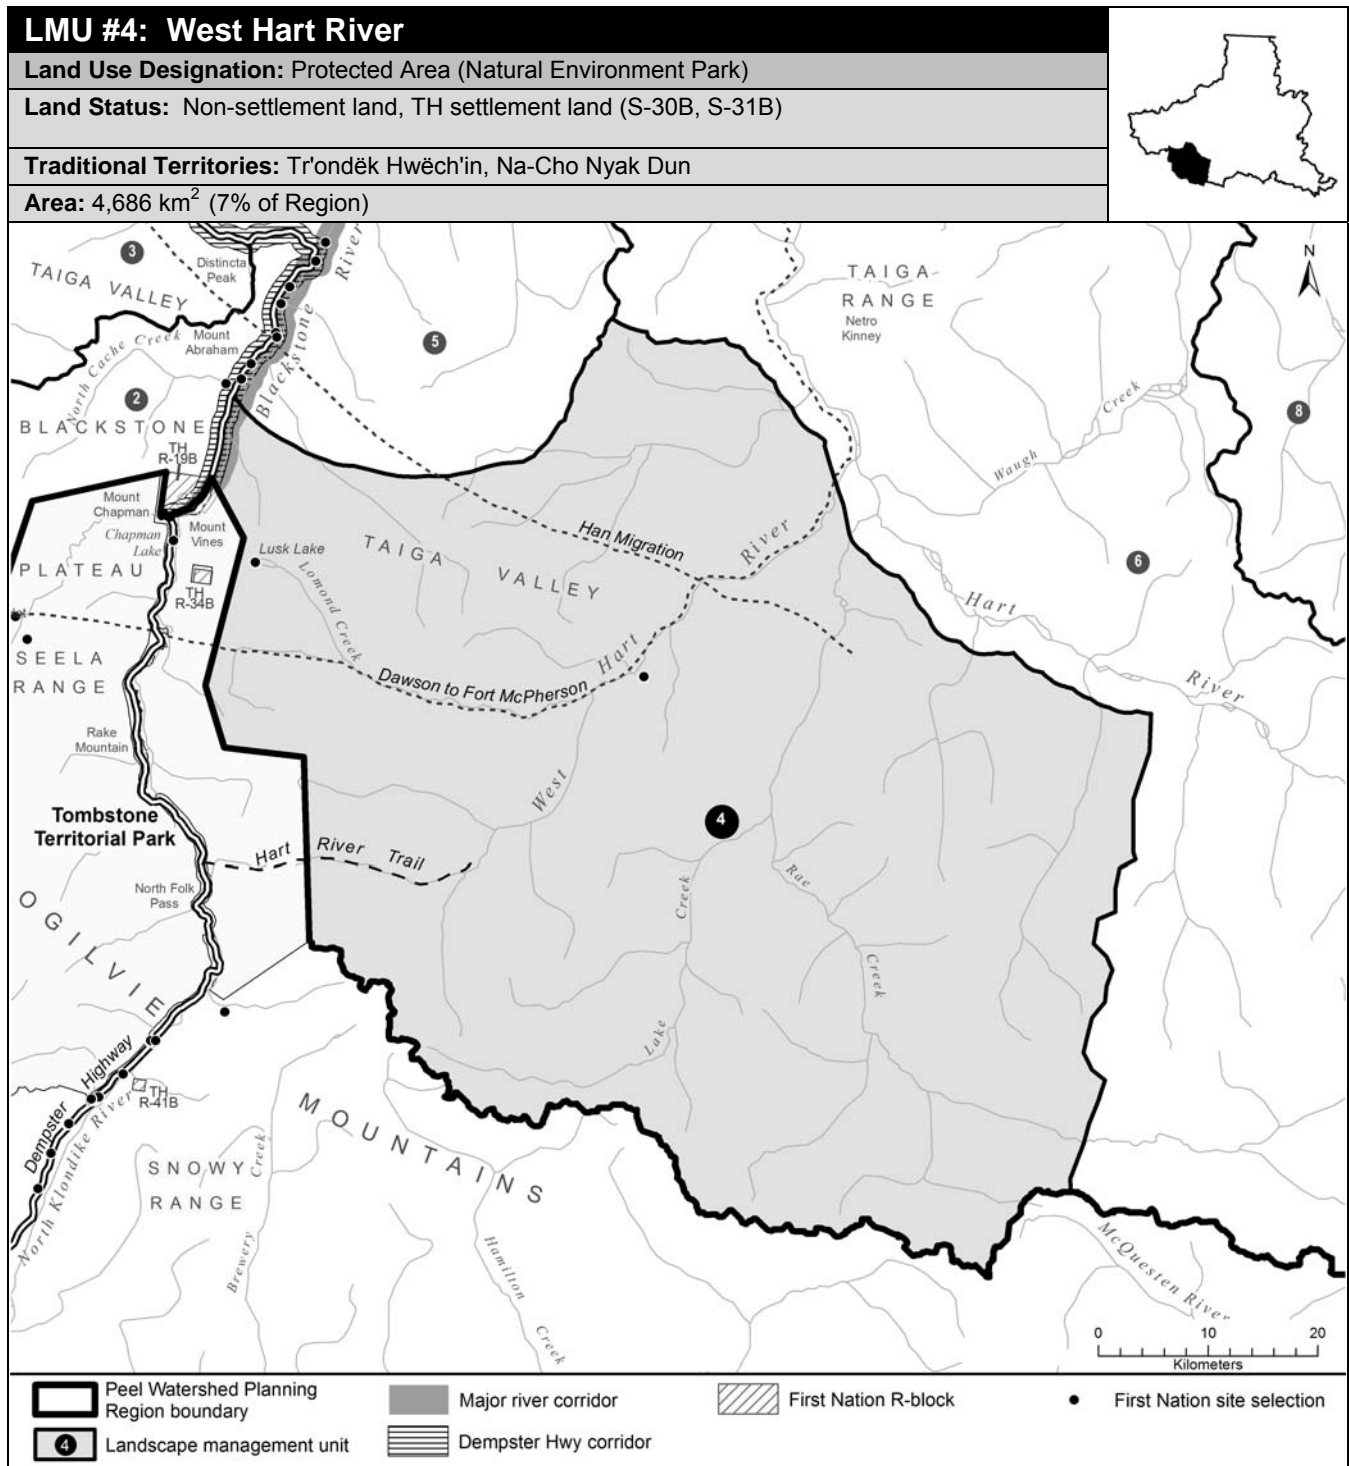 LMU #4: West Hart River
Land Use Designation: Protected Area (Natural Environment Park)
Land Status: Non-settlement land, TH settlement land (S-30B, S-31B)
Traditional Territories: Tr'ondëk Hwëch'in, Na-Cho Nyak Dun
Area: 4,686 km2 (7% of Region)
3
TAIGA VALLEY
Distincta
Peak
River
Blackstone
North Cache Creek
Mount
Abraham
2
BLACKSTONE
TH
R-19B
5
TAIGA
RANGE
Netro
Kinney
N
Creek
Waugh
8
Mount
Chapman
Chapman
Lake
Mount
Vines
PLATEAU
TH
R-34B
Lusk Lake
Lomond Creek
TAIGA
VALLEY
Han Migration
River
Hart
Hart
River
6
SEELA
RANGE
Dawson to Fort McPherson
Rake
Mountain
West
4
Tombstone
Territorial Park
Hart River Trail
North Folk
Pass
OGILVIE
Creek
Rae
Creek
Lake
Highway
Dempster
TH
R-41B
North Klondike River
MOUNTAINS
SNOWY
RANGE
Creek
Brewery
Hamilton
Creek
McQuesten River
0 10 20
Kilometers
Peel Watershed Planning
Region boundary
Major river corridor
First Nation R-block
First Nation site selection
4
Landscape management unit
Dempster Hwy corridor